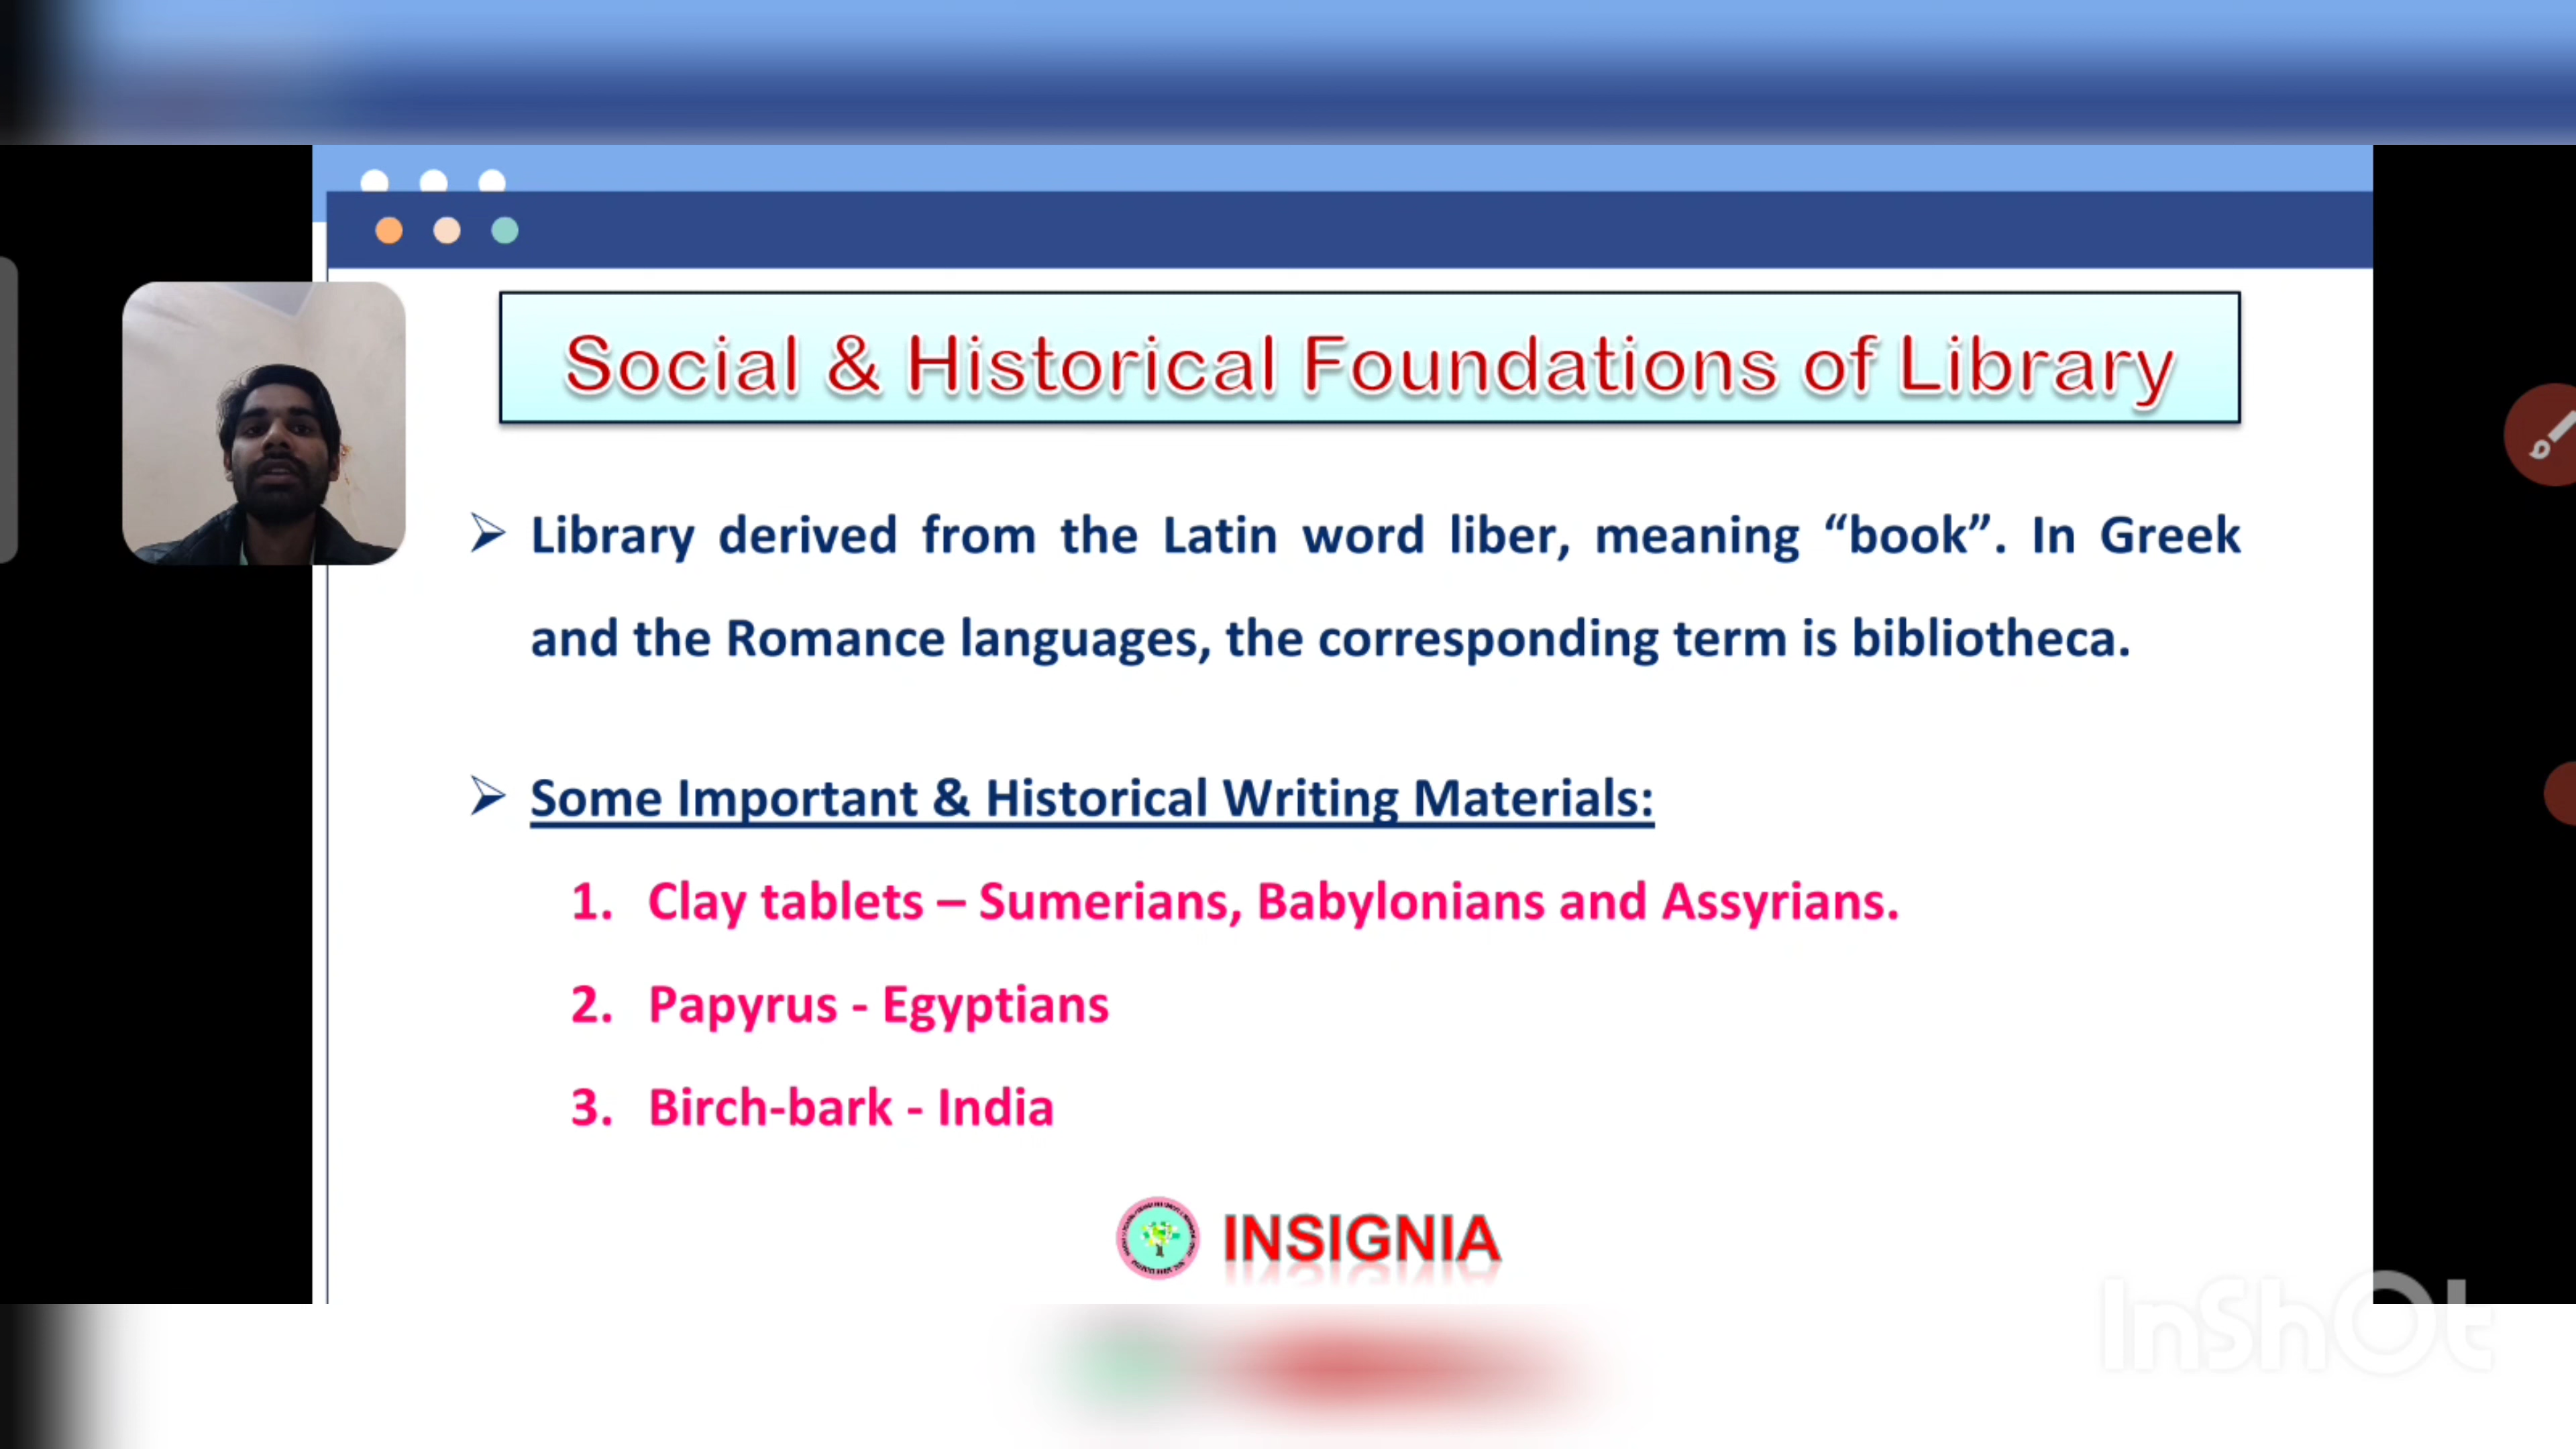 Social & Historical Foundations of Library
➢ Library derived from the Latin word liber, meaning “book”. In Greek
and the Romance languages, the corresponding term is bibliotheca.
➢ Some Important & Historical Writing Materials:
1. Clay tablets – Sumerians, Babylonians and Assyrians.
2. Papyrus - Egyptians
3. Birch-bark - India
INSIGNIA
InShOt